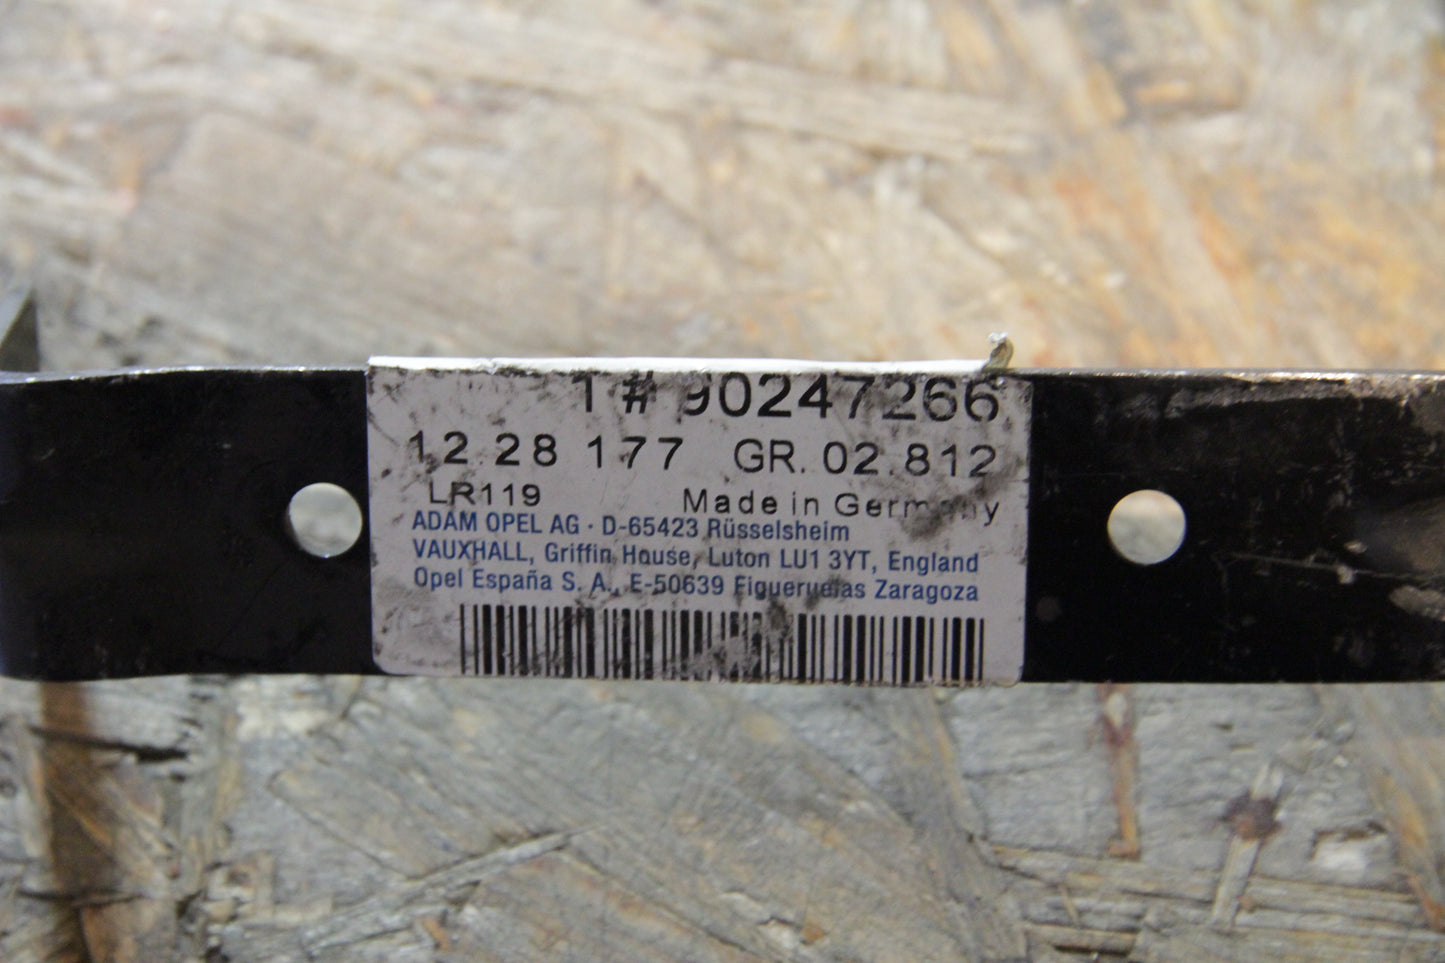 1 # 90247266
12 28 177 GR. 02.812
LR119 Made in Germany
ADAM OPEL AG · D-65423 Rüsselsheim
VAUXHALL, Griffin House, Luton LU1 3YT, England
Opel España S. A., E-50639 Figueruelas Zaragoza